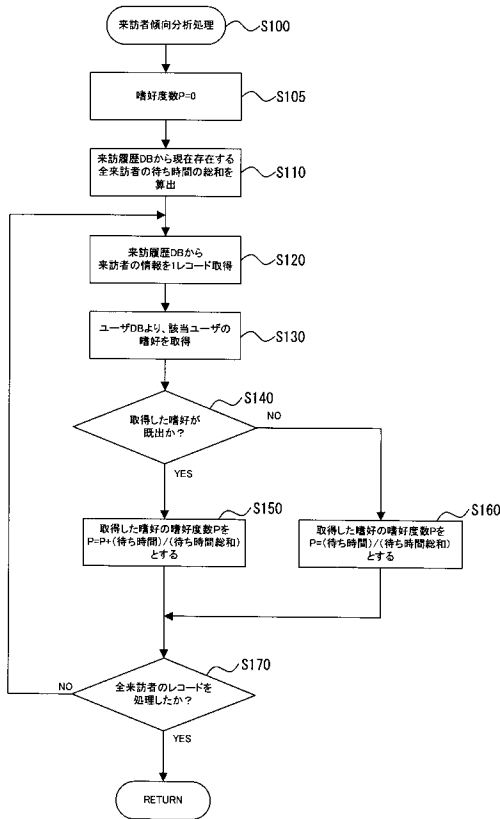 来訪者傾向分析処理
S100
嗜好度数P=0
S105
来訪履歴DBから現在存在する
全来訪者の待ち時間の総和を
算出
S110
来訪履歴DBから
来訪者の情報を1レコード取得
S120
ユーザDBより、該当ユーザの
嗜好を取得
S130
取得した嗜好が
既出か?
S140
NO
YES
取得した嗜好の嗜好度数Pを
P=P+(待ち時間)/(待ち時間総和)
とする
S150
取得した嗜好の嗜好度数Pを
P=(待ち時間)/(待ち時間総和)
とする
S160
全来訪者のレコードを
処理したか?
S170
NO
YES
RETURN